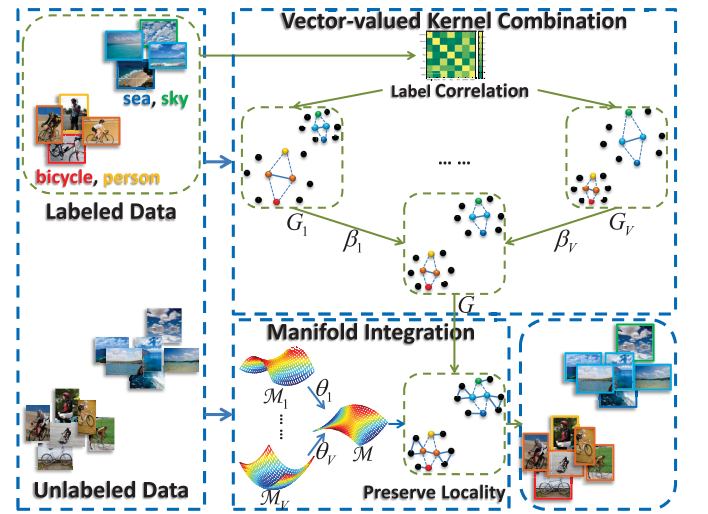 Vector-valued Kernel Combination
sea, sky
Label Correlation
bicycle, person
Labeled Data
... ...
G1
β1
βV
GV
G
Manifold Integration
M1
θ1
......
θV
M
MV
Unlabeled Data
Preserve Locality